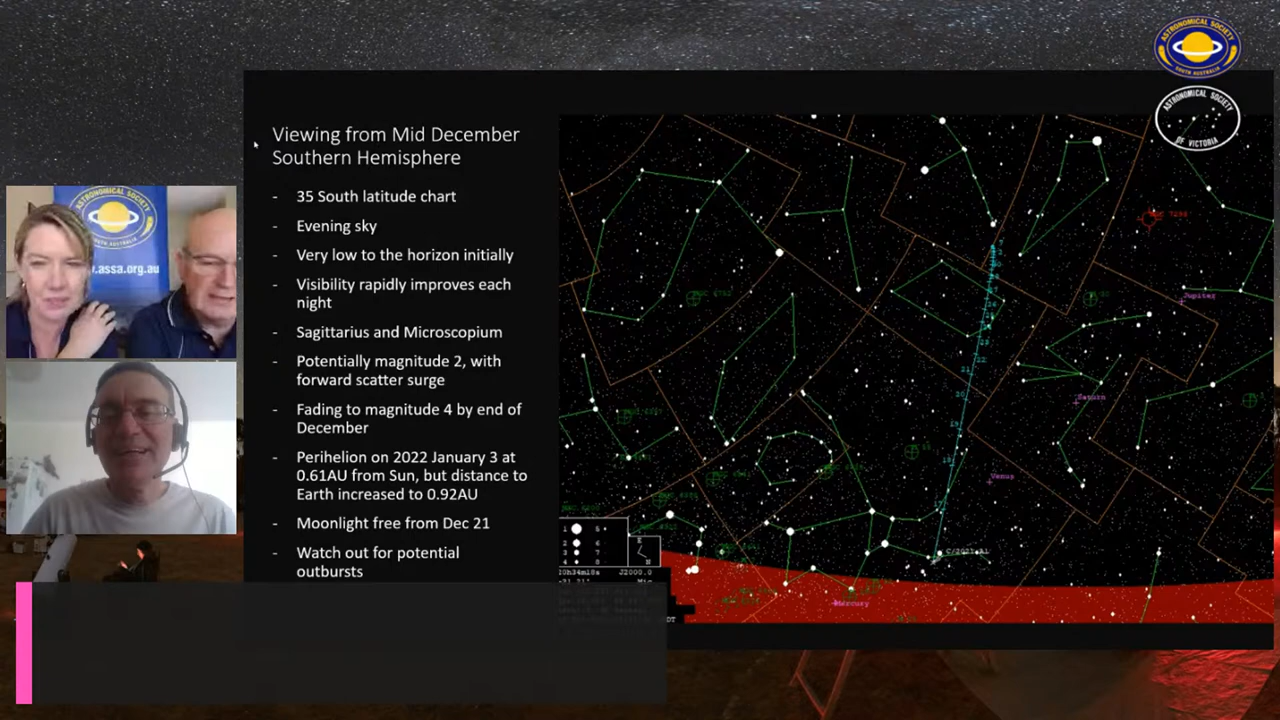 ASTRONOMICAL SOCIETY
SOUTH AUSTRALIA
ASTRONOMICAL SOCIETY
OF VICTORIA
Viewing from Mid December
Southern Hemisphere
- 35 South latitude chart
- Evening sky
- Very low to the horizon initially
- Visibility rapidly improves each
night
- Sagittarius and Microscopium
- Potentially magnitude 2, with
forward scatter surge
- Fading to magnitude 4 by end of
December
- Perihelion on 2022 January 3 at
0.61AU from Sun, but distance to
Earth increased to 0.92AU
- Moonlight free from Dec 21
- Watch out for potential
outbursts
ASTRONOMICAL SOCIETY
.assa.org.au
Jupiter
Saturn
Venus
Mercury
J2000.0